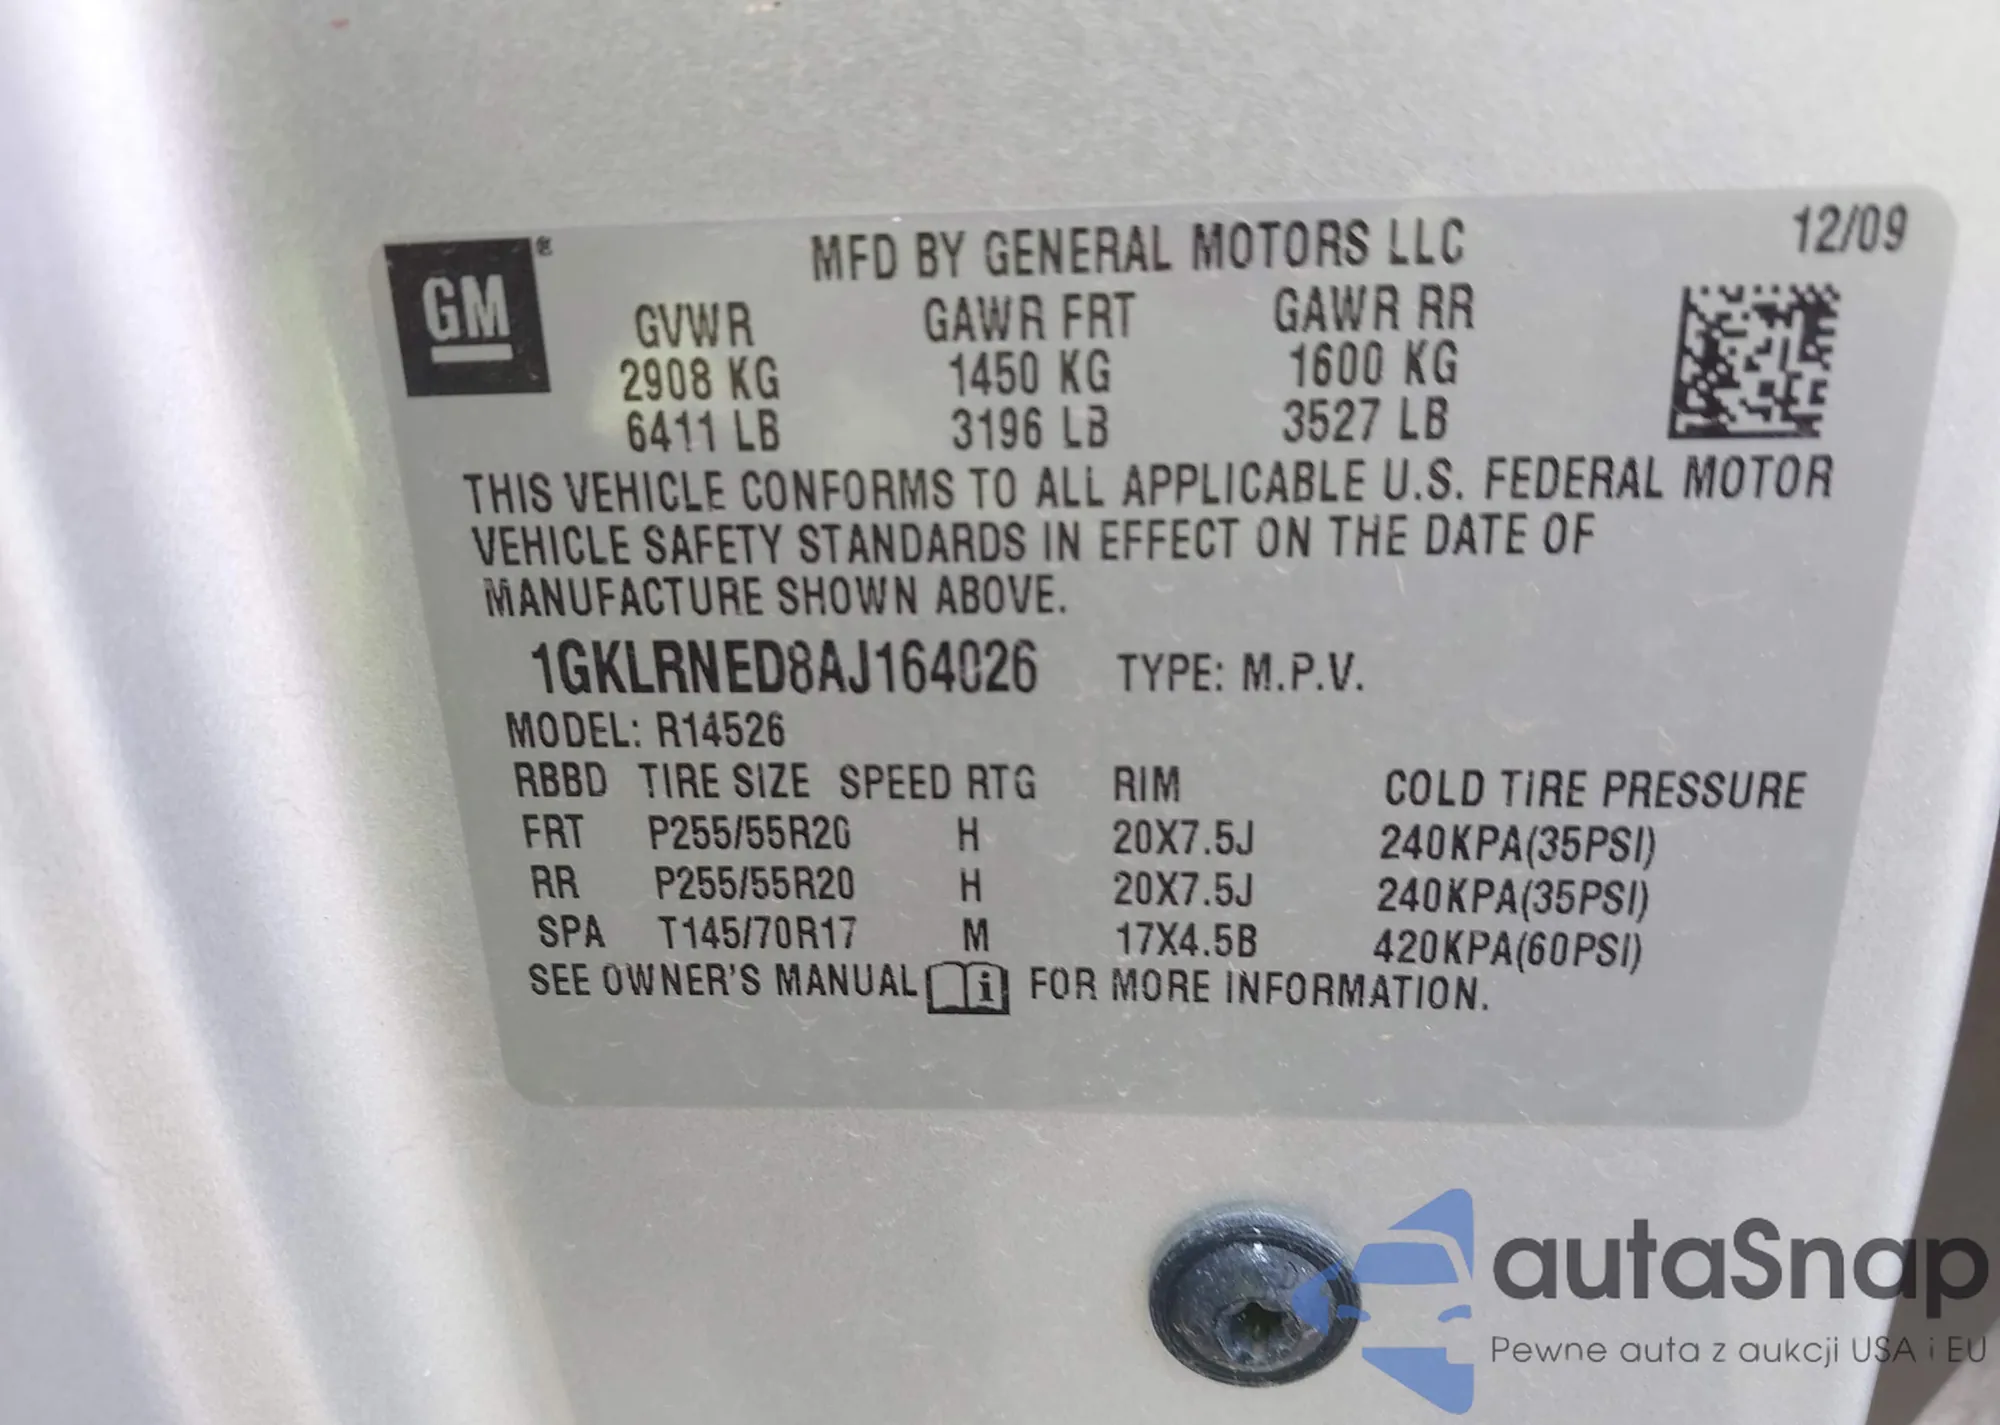 GM ®
MFD BY GENERAL MOTORS LLC 12/09
GVWR GAWR FRT GAWR RR
2908 KG 1450 KG 1600 KG
6411 LB 3196 LB 3527 LB
THIS VEHICLE CONFORMS TO ALL APPLICABLE U.S. FEDERAL MOTOR
VEHICLE SAFETY STANDARDS IN EFFECT ON THE DATE OF
MANUFACTURE SHOWN ABOVE.
1GKLRNED8AJ164026 TYPE: M.P.V.
MODEL: R14526
RBBD TIRE SIZE SPEED RTG RIM COLD TIRE PRESSURE
FRT P255/55R20 H 20X7.5J 240KPA(35PSI)
RR P255/55R20 H 20X7.5J 240KPA(35PSI)
SPA T145/70R17 M 17X4.5B 420KPA(60PSI)
SEE OWNER'S MANUAL i FOR MORE INFORMATION.
autaSnap
Pewne auta z aukcji USA i EU